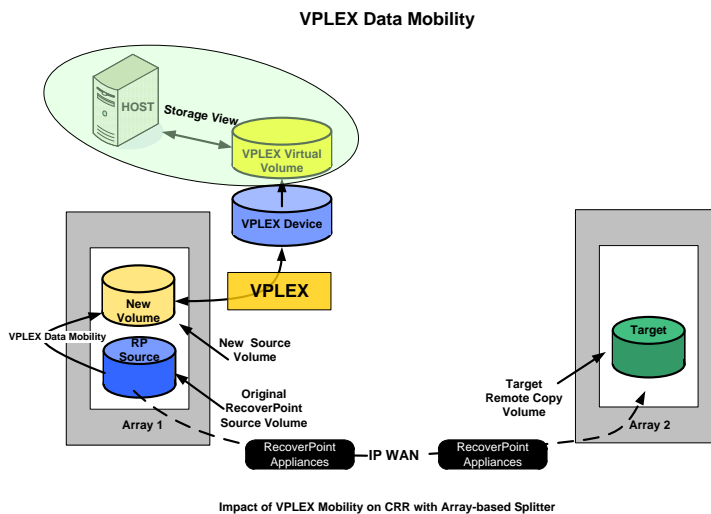 VPLEX Data Mobility
HOST
Storage View
VPLEX Virtual
Volume
VPLEX Device
VPLEX
New
Volume
VPLEX Data Mobility
RP
Source
New Source
Volume
Original
RecoverPoint
Source Volume
Array 1
Target
Target
Remote Copy
Volume
Array 2
RecoverPoint
Appliances
IP WAN
RecoverPoint
Appliances
Impact of VPLEX Mobility on CRR with Array-based Splitter